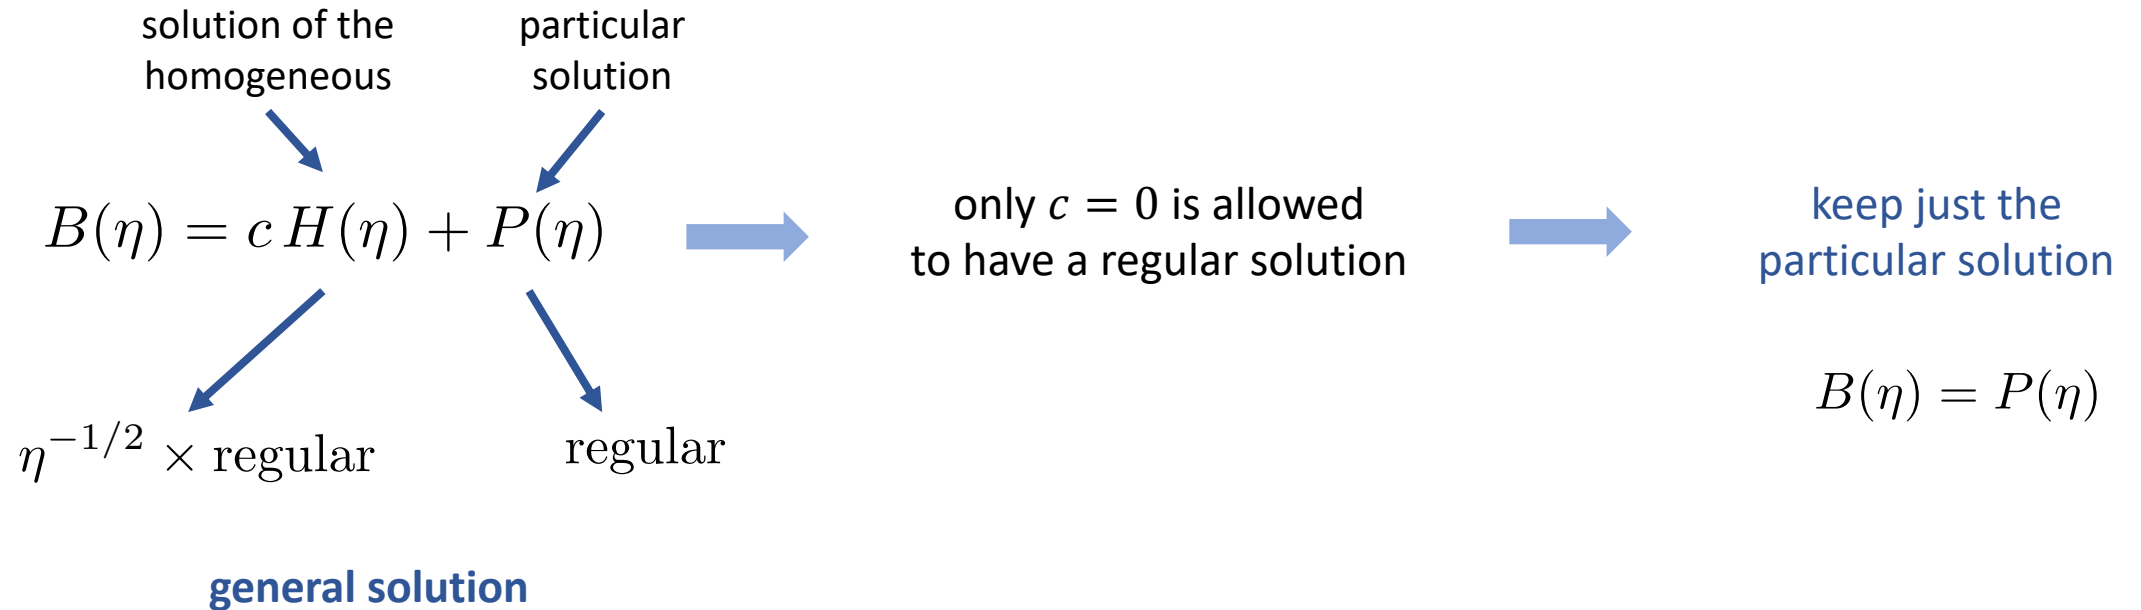 solution of the
homogeneous
particular
solution
B(η) = c H(η) + P(η)
η^{-1/2} × regular
regular
general solution
only c = 0 is allowed
to have a regular solution
keep just the
particular solution
B(η) = P(η)